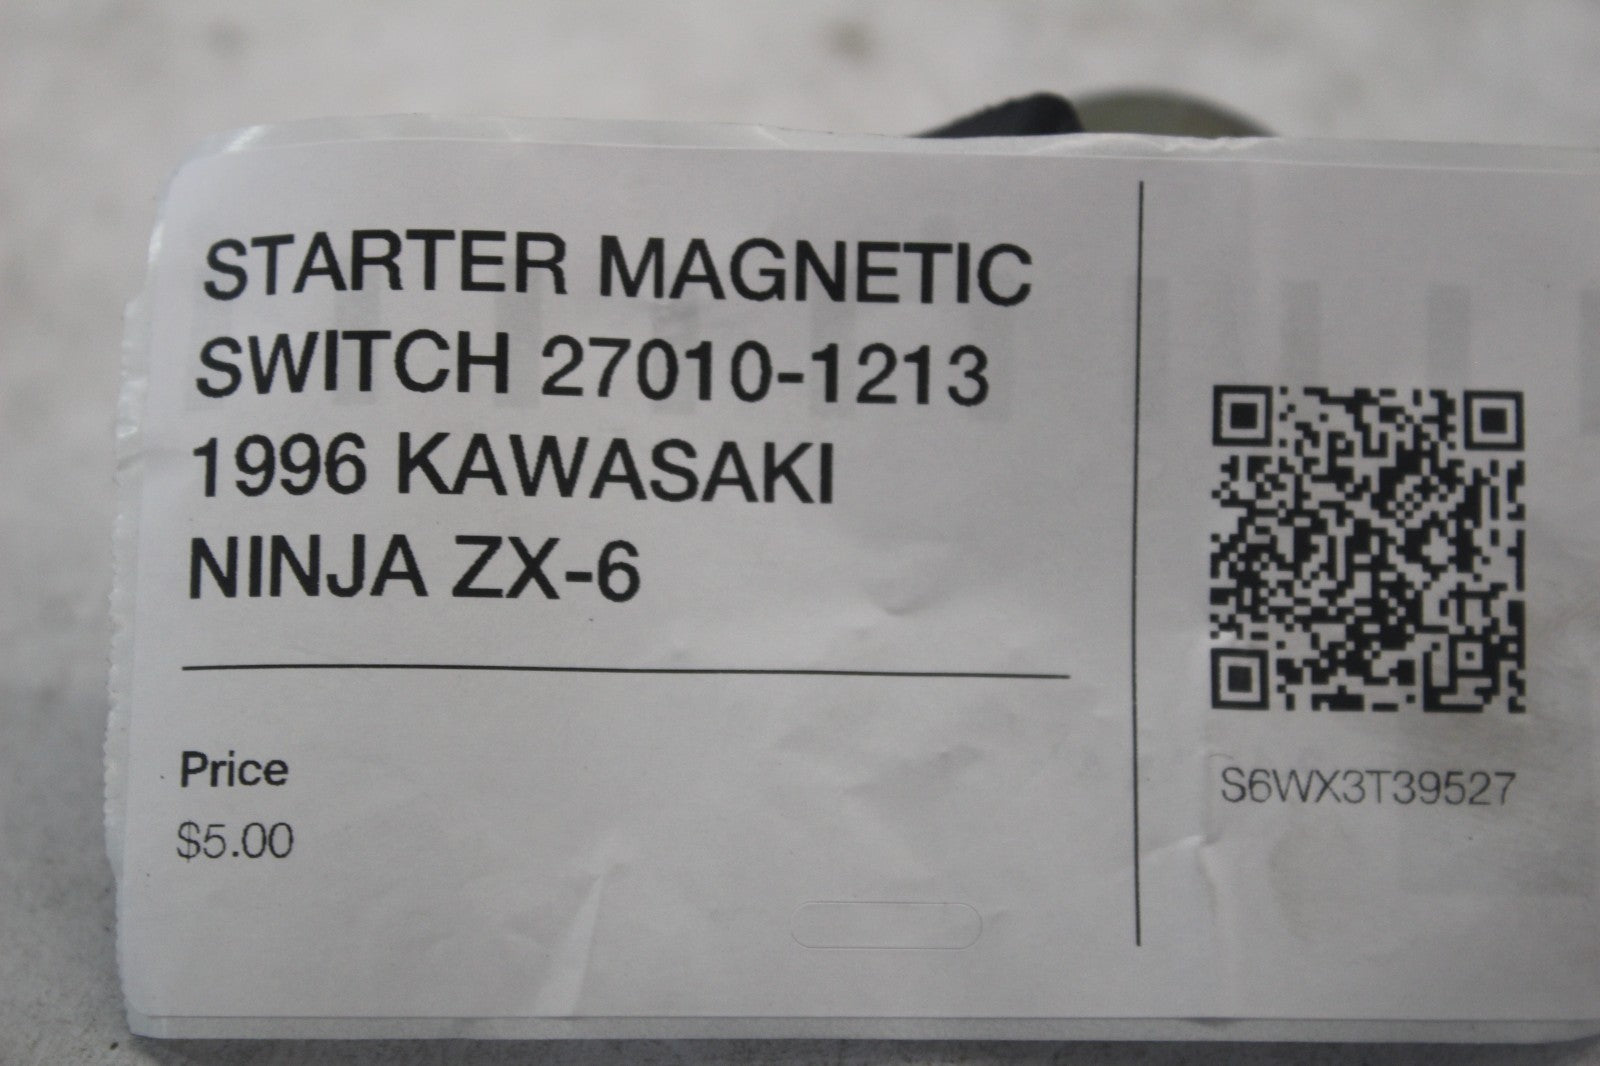 STARTER MAGNETIC
SWITCH 27010-1213
1996 KAWASAKI
NINJA ZX-6
Price
$5.00
S6WX3T39527